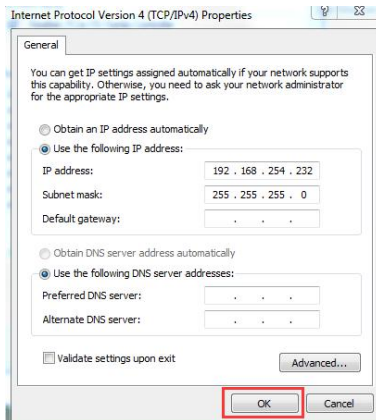 Internet Protocol Version 4 (TCP/IPv4) Properties
General
You can get IP settings assigned automatically if your network supports
this capability. Otherwise, you need to ask your network administrator
for the appropriate IP settings.
Obtain an IP address automatically
Use the following IP address:
IP address: 192 . 168 . 254 . 232
Subnet mask: 255 . 255 . 255 . 0
Default gateway: . . .
Obtain DNS server address automatically
Use the following DNS server addresses:
Preferred DNS server: . . .
Alternate DNS server: . . .
Validate settings upon exit
Advanced...
OK Cancel